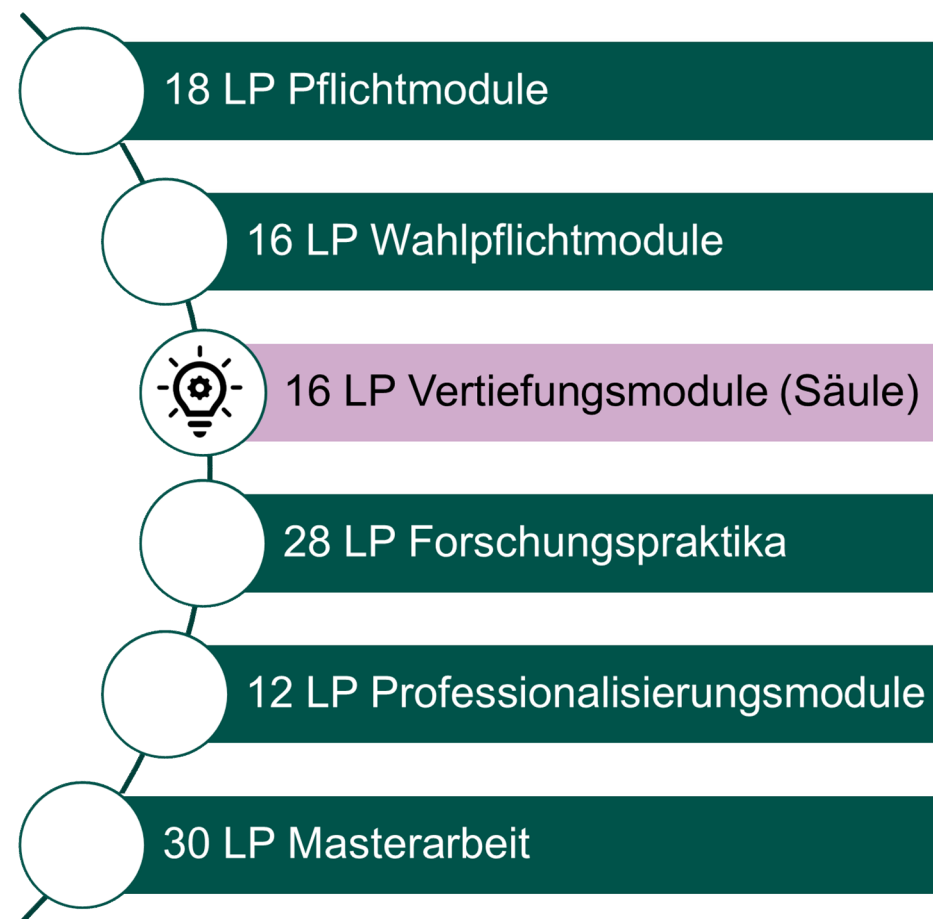 18 LP Pflichtmodule
16 LP Wahlpflichtmodule
16 LP Vertiefungsmodule (Säule)
28 LP Forschungspraktika
12 LP Professionalisierungsmodule
30 LP Masterarbeit